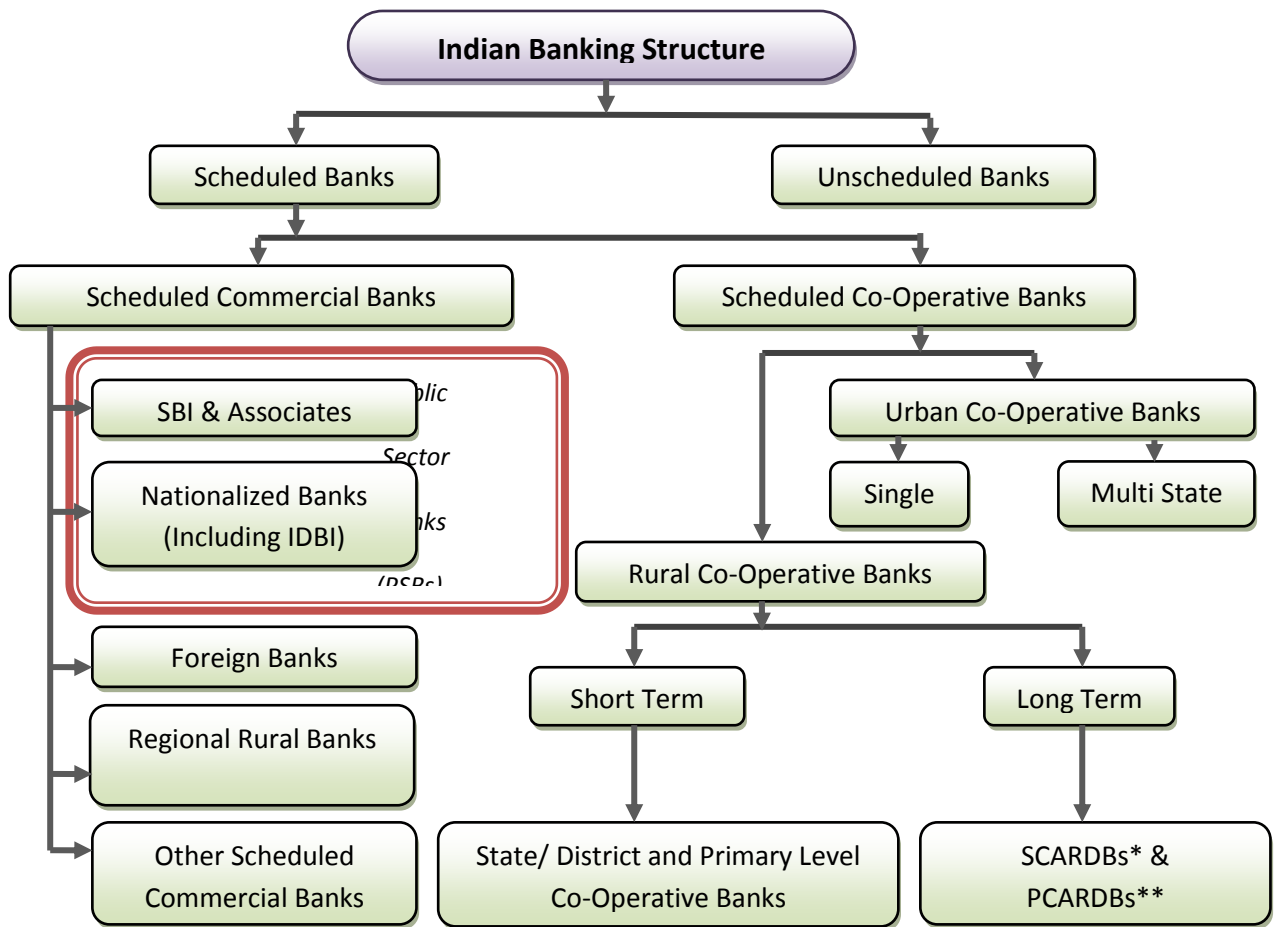 Indian Banking Structure
Scheduled Banks
Unscheduled Banks
Scheduled Commercial Banks
Scheduled Co-Operative Banks
SBI & Associates
Sector
Nationalized Banks
(Including IDBI)
(PSBs)
Urban Co-Operative Banks
Single
Multi State
Rural Co-Operative Banks
Foreign Banks
Short Term
Long Term
Regional Rural Banks
Other Scheduled
Commercial Banks
State/ District and Primary Level
Co-Operative Banks
SCARDBs* &
PCARDBs**